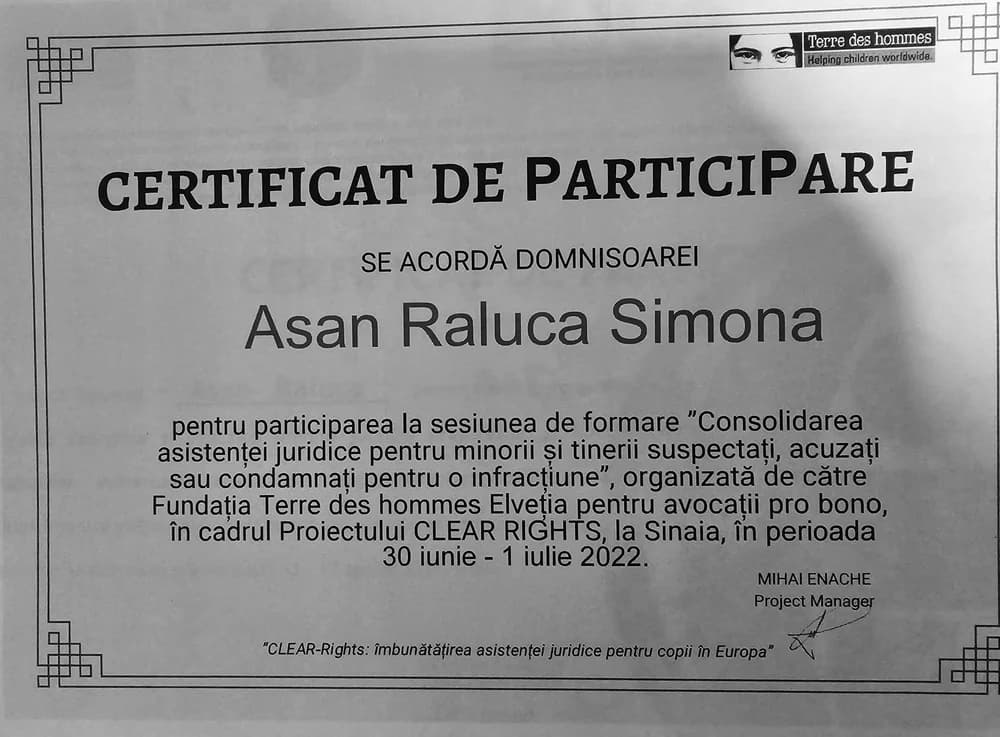 Terre des hommes
Helping children worldwide.
CERTIFICAT DE PARTICIPARE
SE ACORDĂ DOMNISOAREI
Asan Raluca Simona
pentru participarea la sesiunea de formare ”Consolidarea
asistenței juridice pentru minorii și tinerii suspectați, acuzați
sau condamnați pentru o infracțiune”, organizată de către
Fundația Terre des hommes Elveția pentru avocații pro bono,
în cadrul Proiectului CLEAR RIGHTS, la Sinaia, în perioada
30 iunie - 1 iulie 2022.
MIHAI ENACHE
Project Manager
"CLEAR-Rights: îmbunătățirea asistenței juridice pentru copii în Europa"